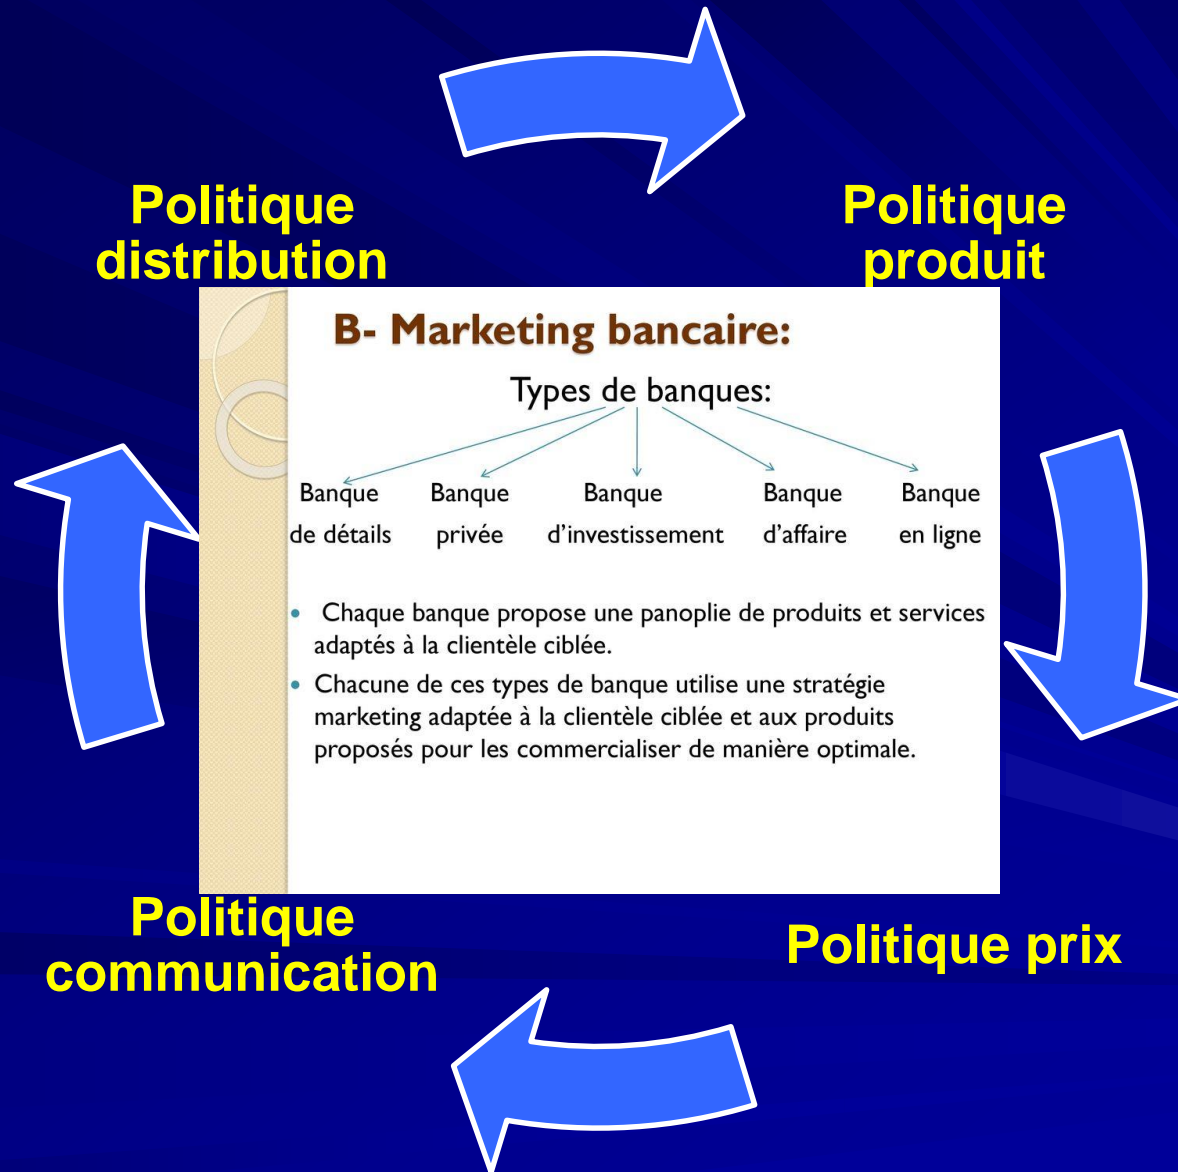 Politique
distribution
Politique
produit
B- Marketing bancaire:
Types de banques:
Banque Banque Banque Banque Banque
de détails privée d'investissement d'affaire en ligne
• Chaque banque propose une panoplie de produits et services
adaptés à la clientèle ciblée.
• Chacune de ces types de banque utilise une stratégie
marketing adaptée à la clientèle ciblée et aux produits
proposés pour les commercialiser de manière optimale.
Politique
communication
Politique prix